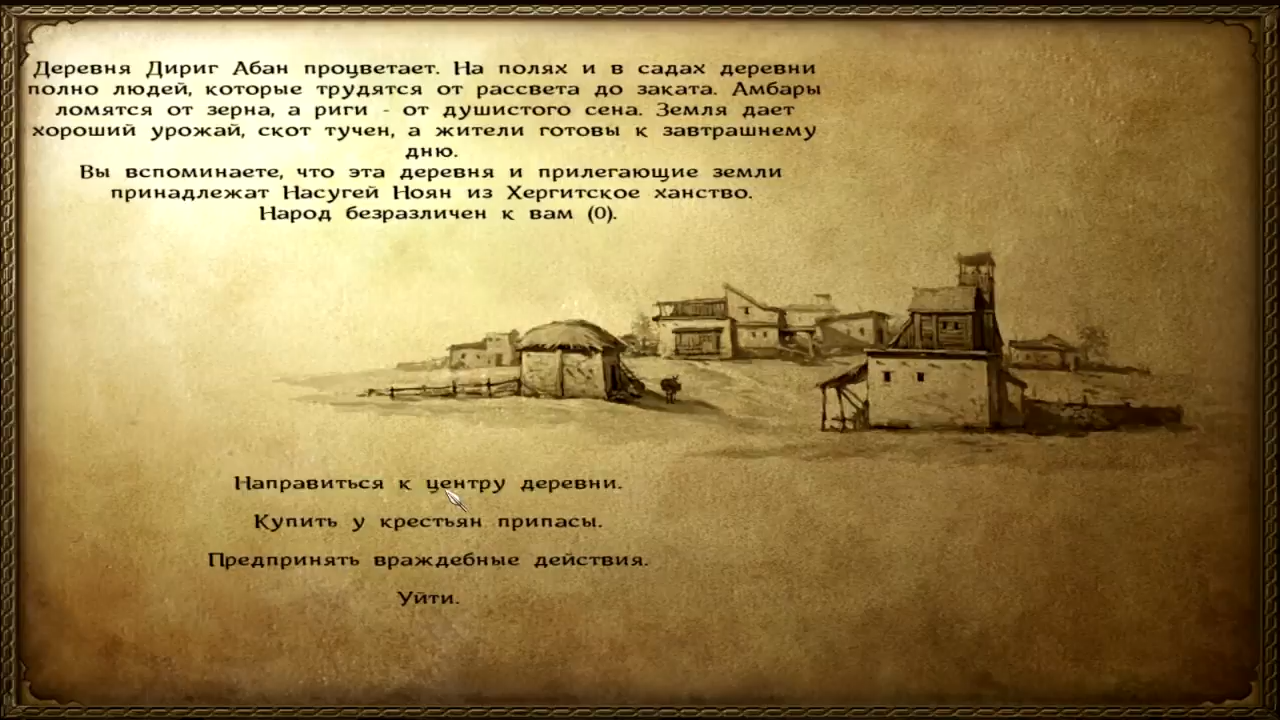 Деревня Дириг Абан процветает. На полях и в садах деревни
полно людей, которые трудятся от рассвета до заката. Амбары
ломятся от зерна, а риги - от душистого сена. Земля дает
хороший урожай, скот тучен, а жители готовы к завтрашнему
дню.
Вы вспоминаете, что эта деревня и прилегающие земли
принадлежат Насугей Ноян из Хергитское ханство.
Народ безразличен к вам (0).
Направиться к центру деревни.
Купить у крестьян припасы.
Предпринять враждебные действия.
Уйти.